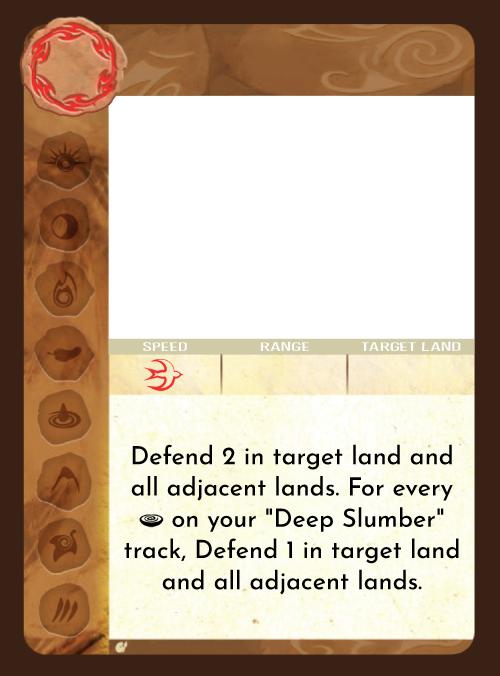 SPEED RANGE TARGET LAND
Defend 2 in target land and
all adjacent lands. For every
on your "Deep Slumber"
track, Defend 1 in target land
and all adjacent lands.